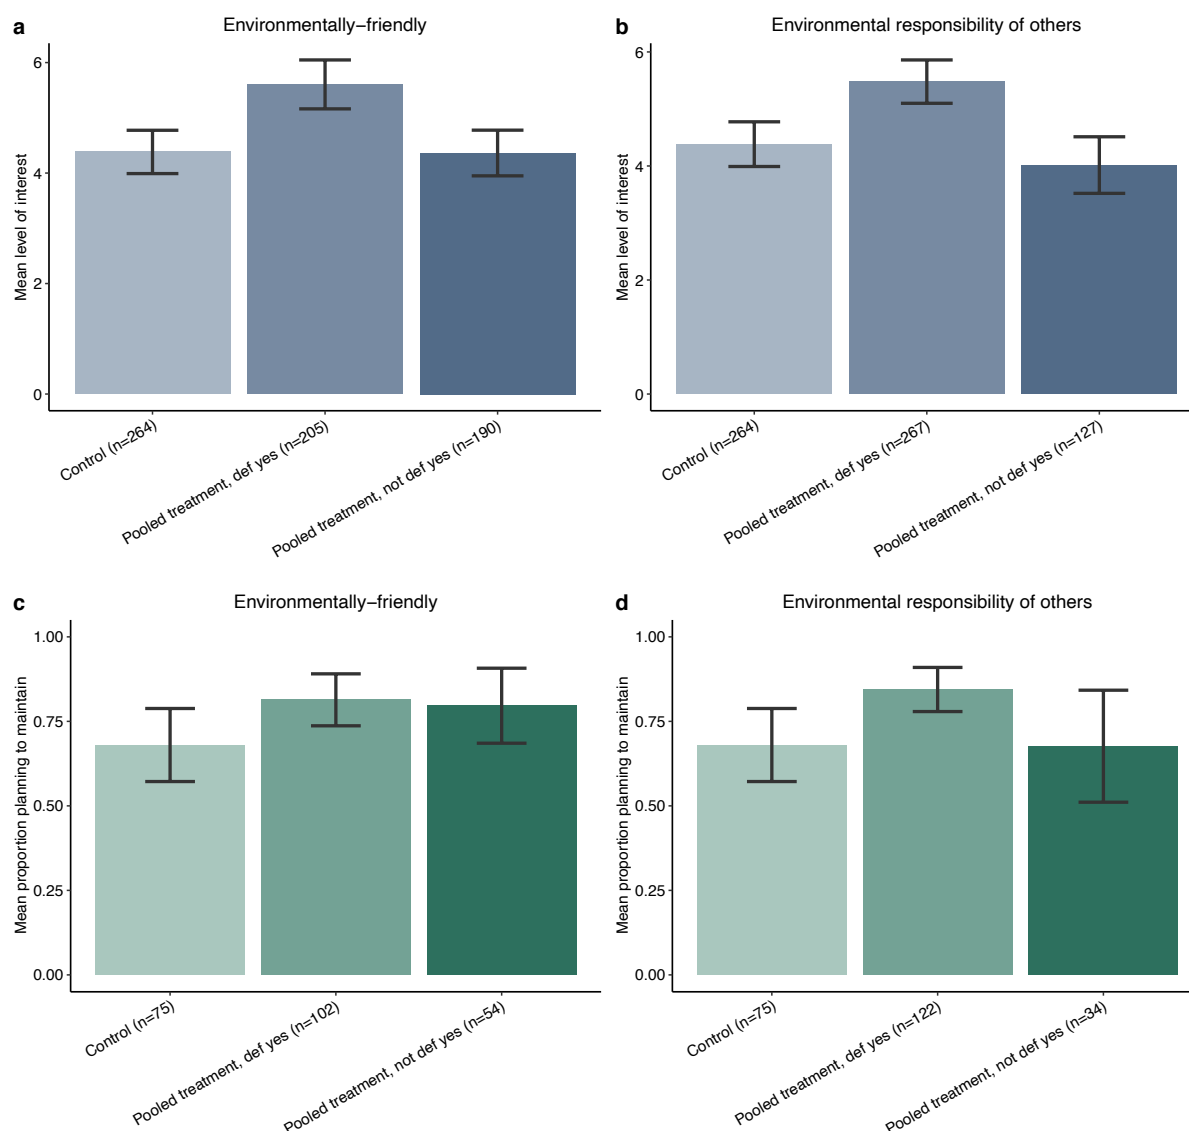 a
Environmentally–friendly
Mean level of interest
6
4
2
0
Control (n=264)
Pooled treatment, def yes (n=205)
Pooled treatment, not def yes (n=190)
b
Environmental responsibility of others
Mean level of interest
6
4
2
0
Control (n=264)
Pooled treatment, def yes (n=267)
Pooled treatment, not def yes (n=127)
c
Environmentally–friendly
Mean proportion planning to maintain
1.00
0.75
0.50
0.25
0.00
Control (n=75)
Pooled treatment, def yes (n=102)
Pooled treatment, not def yes (n=54)
d
Environmental responsibility of others
Mean proportion planning to maintain
1.00
0.75
0.50
0.25
0.00
Control (n=75)
Pooled treatment, def yes (n=122)
Pooled treatment, not def yes (n=34)